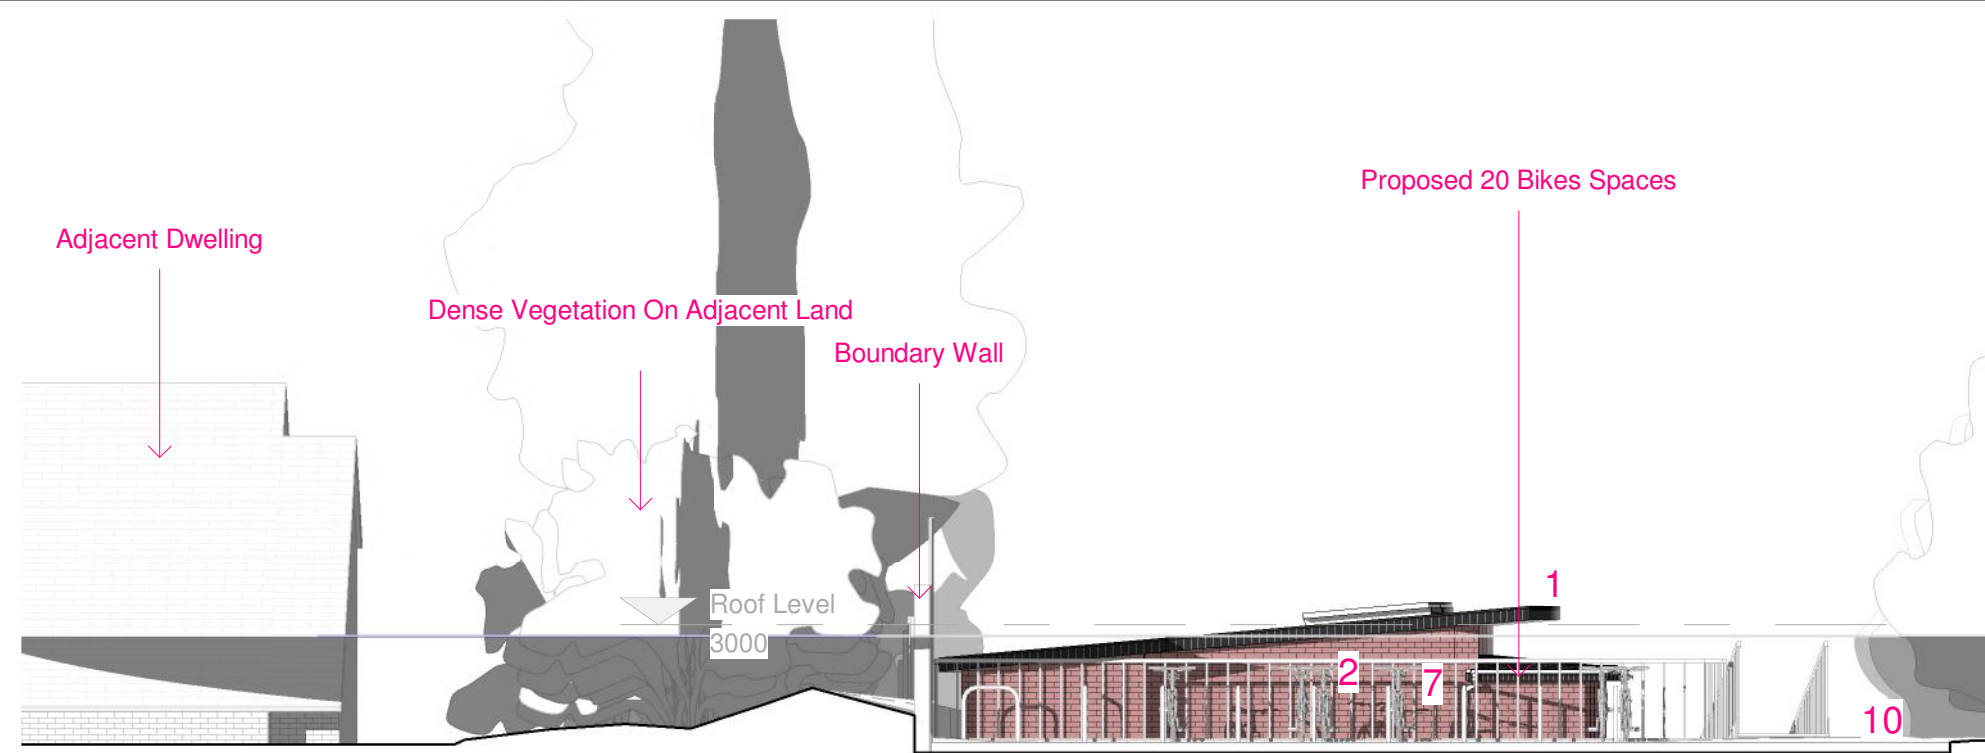 Proposed 20 Bikes Spaces
Adjacent Dwelling
Dense Vegetation On Adjacent Land
Boundary Wall
1
Roof Level
3000
2
7
10